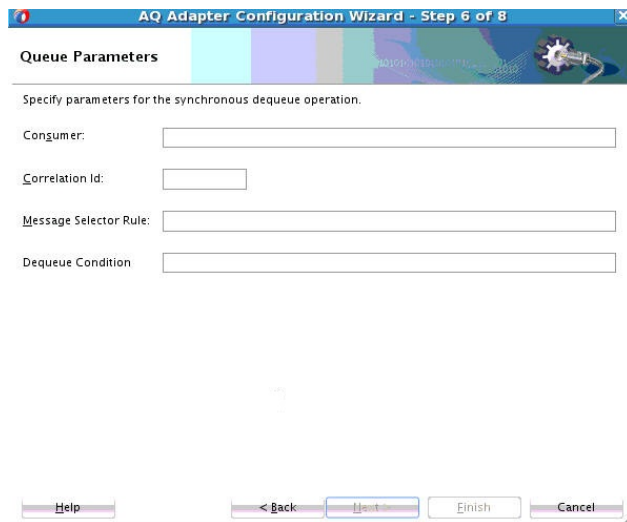 AQ Adapter Configuration Wizard - Step 6 of 8
Queue Parameters
Specify parameters for the synchronous dequeue operation.
Consumer:
Correlation Id:
Message Selector Rule:
Dequeue Condition
Help
< Back
Next >
Finish
Cancel